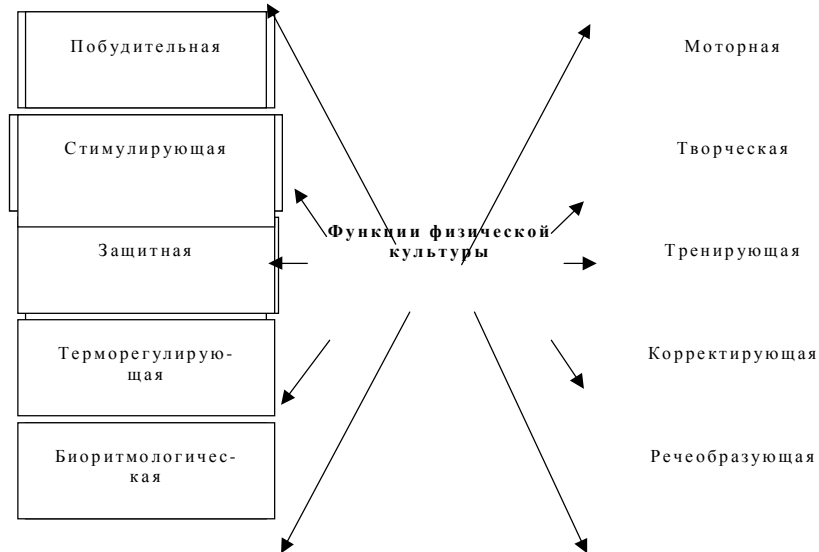 Побудительная
Моторная
Стимулирующая
Творческая
Функции физической
культуры
Защитная
Тренирующая
Терморегулирую-
щая
Корректирующая
Биоритмологичес-
кая
Речеобразующая